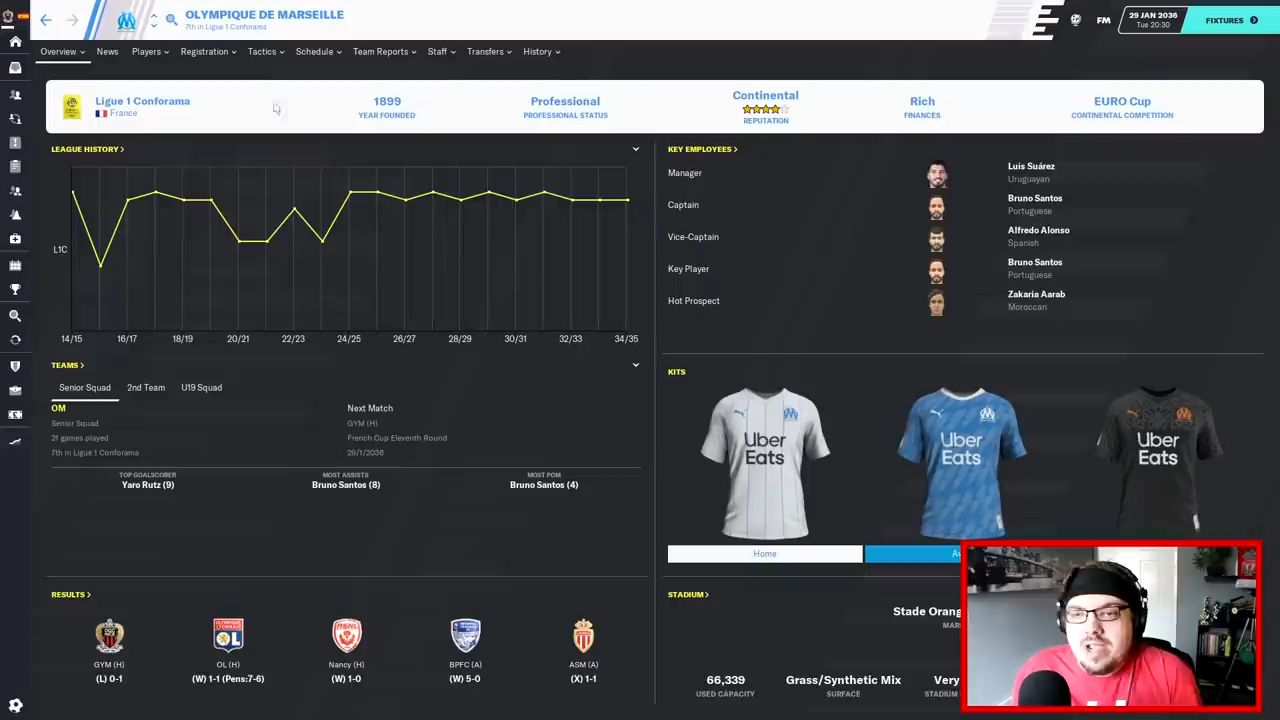 OLYMPIQUE DE MARSEILLE
7th in Ligue 1 Conforama
FM
29 JAN 2036
Tue 20:30
FIXTURES
Overview
News
Players
Registration
Tactics
Schedule
Team Reports
Staff
Transfers
History
Ligue 1 Conforama
France
1899
YEAR FOUNDED
Professional
PROFESSIONAL STATUS
Continental
REPUTATION
Rich
FINANCES
EURO Cup
CONTINENTAL COMPETITION
LEAGUE HISTORY >
L1C
14/15 16/17 18/19 20/21 22/23 24/25 26/27 28/29 30/31 32/33 34/35
KEY EMPLOYEES >
Manager
Luis Suárez
Uruguayan
Captain
Bruno Santos
Portuguese
Vice-Captain
Alfredo Alonso
Spanish
Key Player
Bruno Santos
Portuguese
Hot Prospect
Zakaria Aarab
Moroccan
TEAMS >
Senior Squad
2nd Team
U19 Squad
OM
Senior Squad
21 games played
7th in Ligue 1 Conforama
Next Match
GYM (H)
French Cup Eleventh Round
29/1/2036
TOP GOALSCORER
Yaro Rutz (9)
MOST ASSISTS
Bruno Santos (8)
MOST POM
Bruno Santos (4)
KITS
Uber
Eats
Uber
Eats
Uber
Eats
Home
RESULTS >
GYM (H)
(L) 0-1
OL (H)
(W) 1-1 (Pens:7-6)
Nancy (H)
(W) 1-0
BPFC (A)
(W) 5-0
ASM (A)
(X) 1-1
STADIUM >
Stade Orang
66,339
USED CAPACITY
Grass/Synthetic Mix
SURFACE
Very
STADIUM